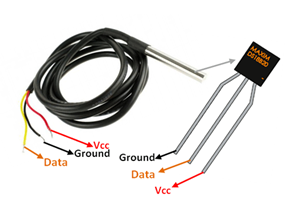 MAXIM
DS18B20
Vcc
Ground
Data
Ground
Data
Vcc